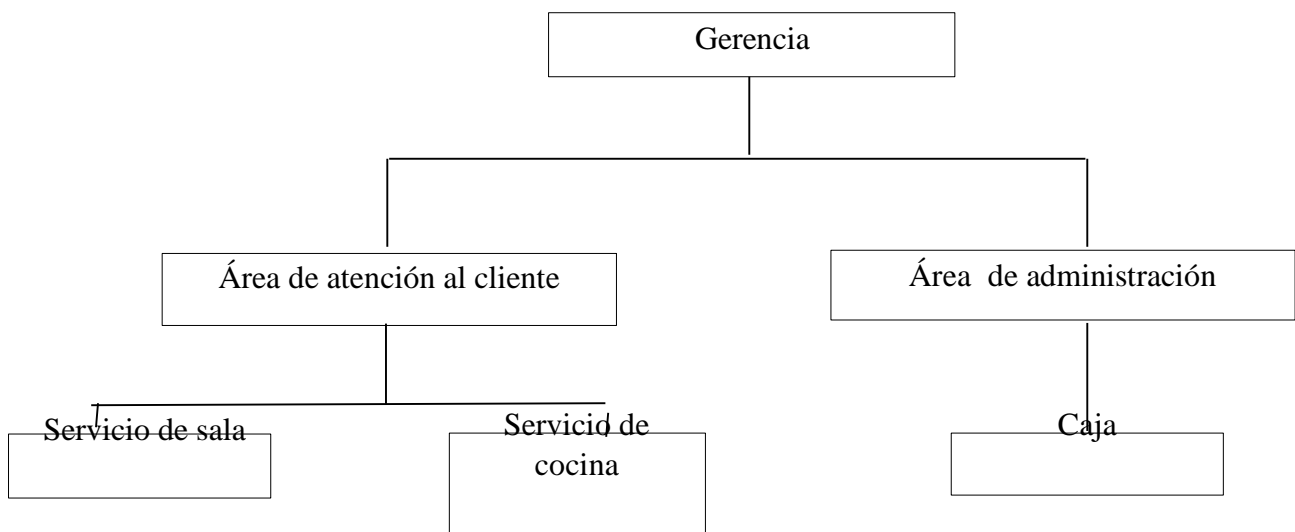 Gerencia
Área de atención al cliente
Área de administración
Servicio de sala
Servicio de
cocina
Caja